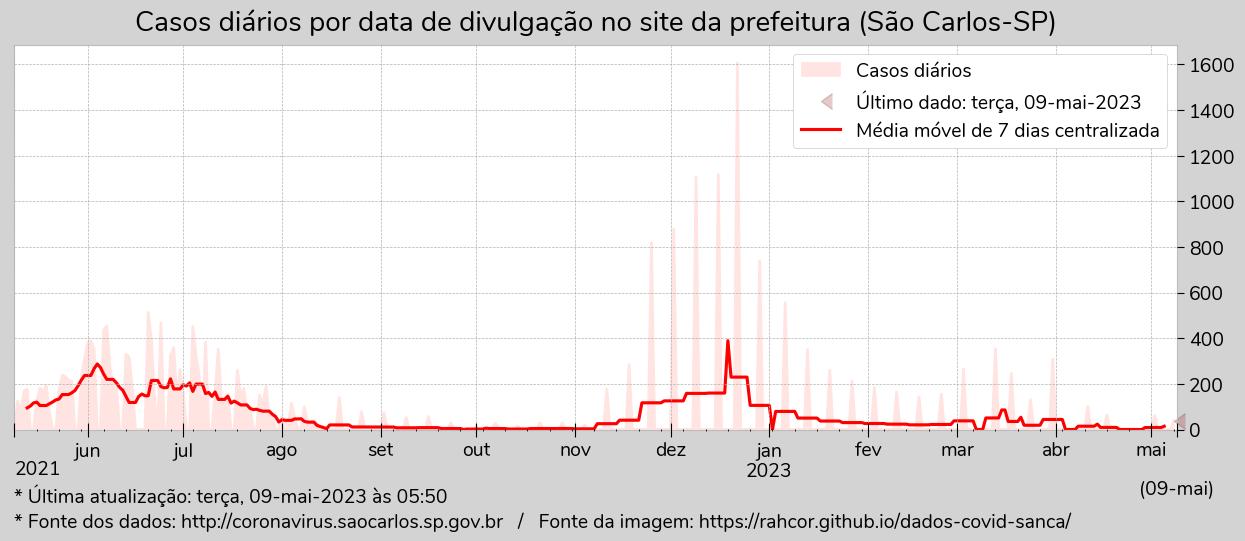 Casos diários por data de divulgação no site da prefeitura (São Carlos-SP)
Casos diários
Último dado: terça, 09-mai-2023
Média móvel de 7 dias centralizada
1600
1400
1200
1000
800
600
400
200
0
jun jul ago set out nov dez jan fev mar abr mai
2021 2023
(09-mai)
* Última atualização: terça, 09-mai-2023 às 05:50
* Fonte dos dados: http://coronavirus.saocarlos.sp.gov.br / Fonte da imagem: https://rahcor.github.io/dados-covid-sanca/